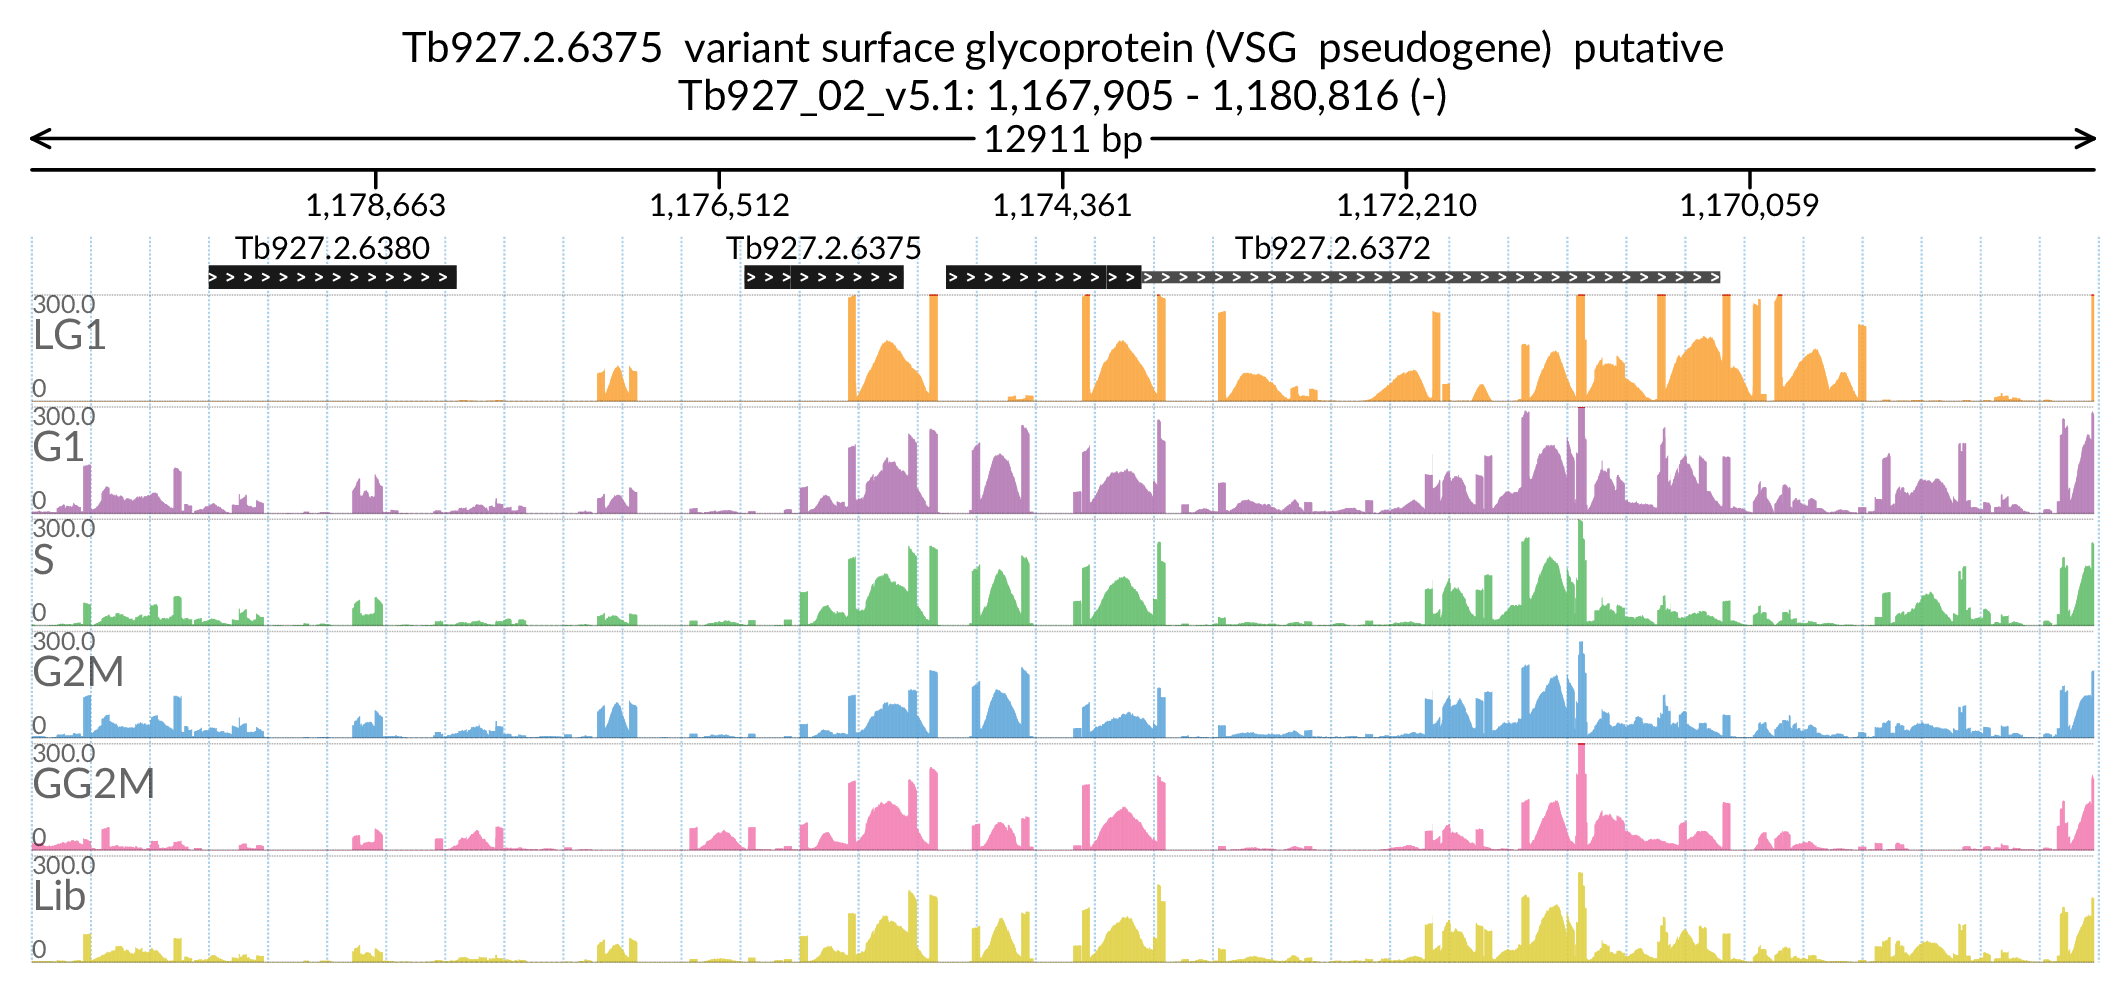 Tb927.2.6375  variant surface glycoprotein (VSG  pseudogene)  putative
Tb927_02_v5.1: 1,167,905 - 1,180,816 (-)
12911 bp
1,178,663 1,176,512 1,174,361 1,172,210 1,170,059
Tb927.2.6380 Tb927.2.6375 Tb927.2.6372
300.0
LG1
0
300.0
G1
0
300.0
S
0
300.0
G2M
0
300.0
GG2M
0
300.0
Lib
0